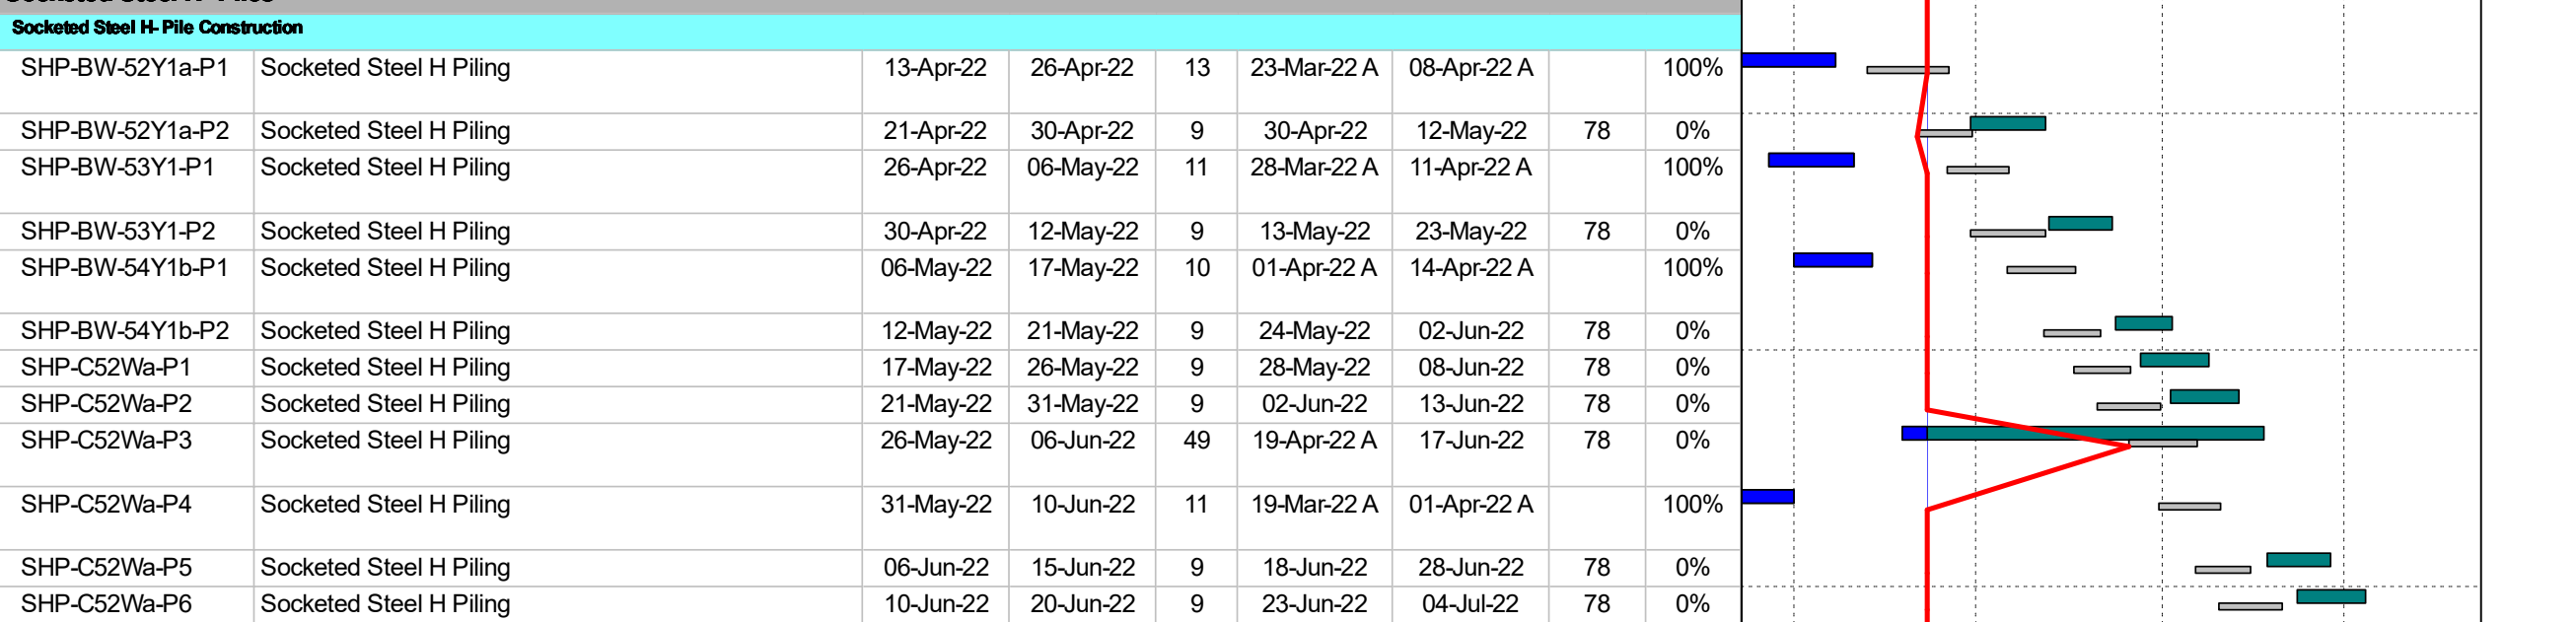 Socketed Steel H- Pile Construction
SHP-BW-52Y1a-P1 Socketed Steel H Piling 13-Apr-22 26-Apr-22 13 23-Mar-22 A 08-Apr-22 A 100%
SHP-BW-52Y1a-P2 Socketed Steel H Piling 21-Apr-22 30-Apr-22 9 30-Apr-22 12-May-22 78 0%
SHP-BW-53Y1-P1 Socketed Steel H Piling 26-Apr-22 06-May-22 11 28-Mar-22 A 11-Apr-22 A 100%
SHP-BW-53Y1-P2 Socketed Steel H Piling 30-Apr-22 12-May-22 9 13-May-22 23-May-22 78 0%
SHP-BW-54Y1b-P1 Socketed Steel H Piling 06-May-22 17-May-22 10 01-Apr-22 A 14-Apr-22 A 100%
SHP-BW-54Y1b-P2 Socketed Steel H Piling 12-May-22 21-May-22 9 24-May-22 02-Jun-22 78 0%
SHP-C52Wa-P1 Socketed Steel H Piling 17-May-22 26-May-22 9 28-May-22 08-Jun-22 78 0%
SHP-C52Wa-P2 Socketed Steel H Piling 21-May-22 31-May-22 9 02-Jun-22 13-Jun-22 78 0%
SHP-C52Wa-P3 Socketed Steel H Piling 26-May-22 06-Jun-22 49 19-Apr-22 A 17-Jun-22 78 0%
SHP-C52Wa-P4 Socketed Steel H Piling 31-May-22 10-Jun-22 11 19-Mar-22 A 01-Apr-22 A 100%
SHP-C52Wa-P5 Socketed Steel H Piling 06-Jun-22 15-Jun-22 9 18-Jun-22 28-Jun-22 78 0%
SHP-C52Wa-P6 Socketed Steel H Piling 10-Jun-22 20-Jun-22 9 23-Jun-22 04-Jul-22 78 0%